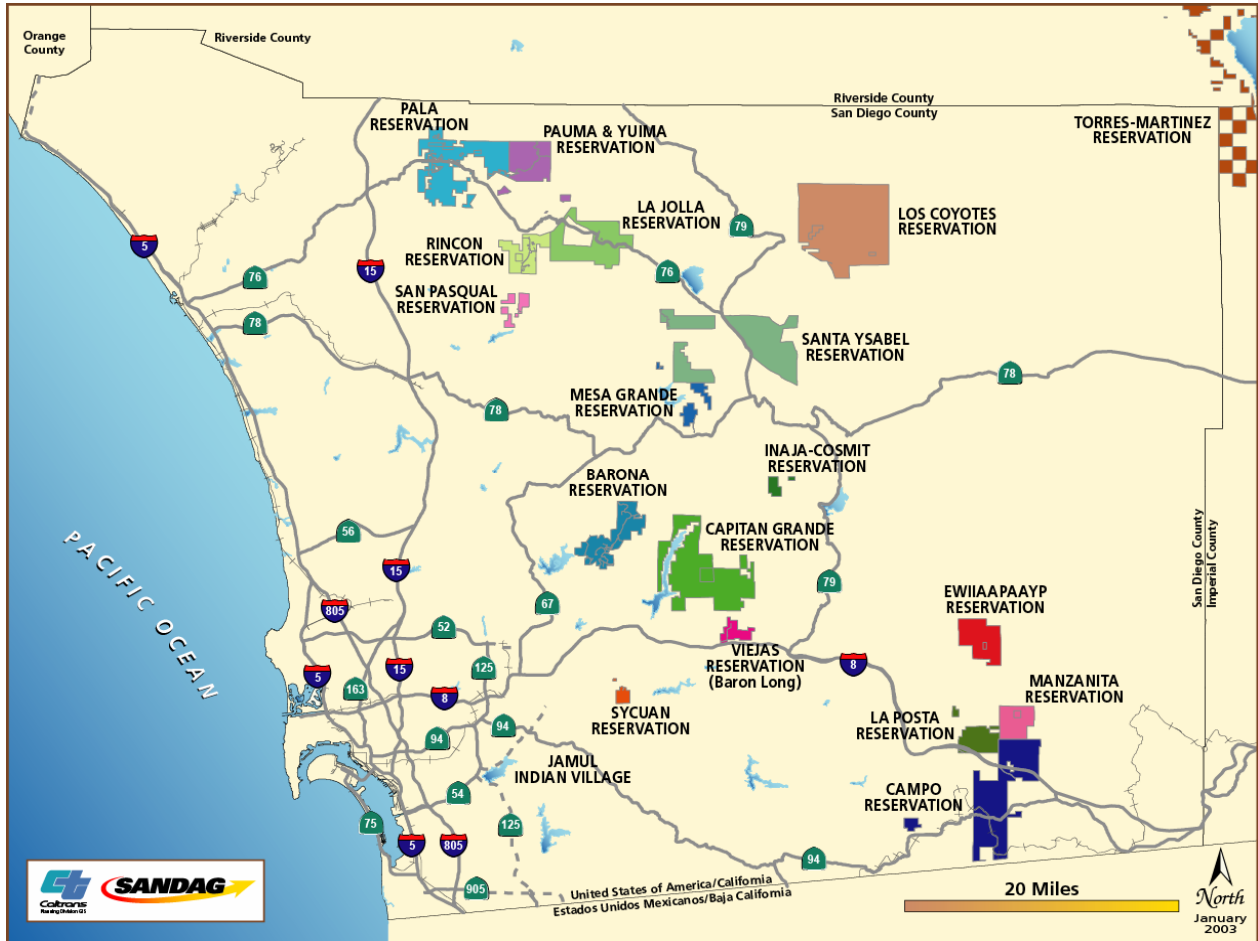 Orange
County
Riverside County
Riverside County
San Diego County
PALA
RESERVATION
PAUMA & YUIMA
RESERVATION
TORRES-MARTINEZ
RESERVATION
LA JOLLA
RESERVATION
79
LOS COYOTES
RESERVATION
5
RINCON
RESERVATION
76
15
76
SAN PASQUAL
RESERVATION
78
SANTA YSABEL
RESERVATION
78
MESA GRANDE
RESERVATION
78
INAJA-COSMIT
RESERVATION
BARONA
RESERVATION
56
CAPITAN GRANDE
RESERVATION
San Diego County
Imperial County
PACIFIC OCEAN
15
79
805
67
EWIIAAPAAYP
RESERVATION
52
VIEJAS
RESERVATION
(Baron Long)
8
5
15
125
163
8
MANZANITA
RESERVATION
SYCUAN
RESERVATION
LA POSTA
RESERVATION
94
94
JAMUL
INDIAN VILLAGE
54
CAMPO
RESERVATION
75
125
5
805
94
905
United States of America/California
Estados Unidos Mexicanos/Baja California
20 Miles
North
January
2003
Caltrans
Planning Division GIS
SANDAG